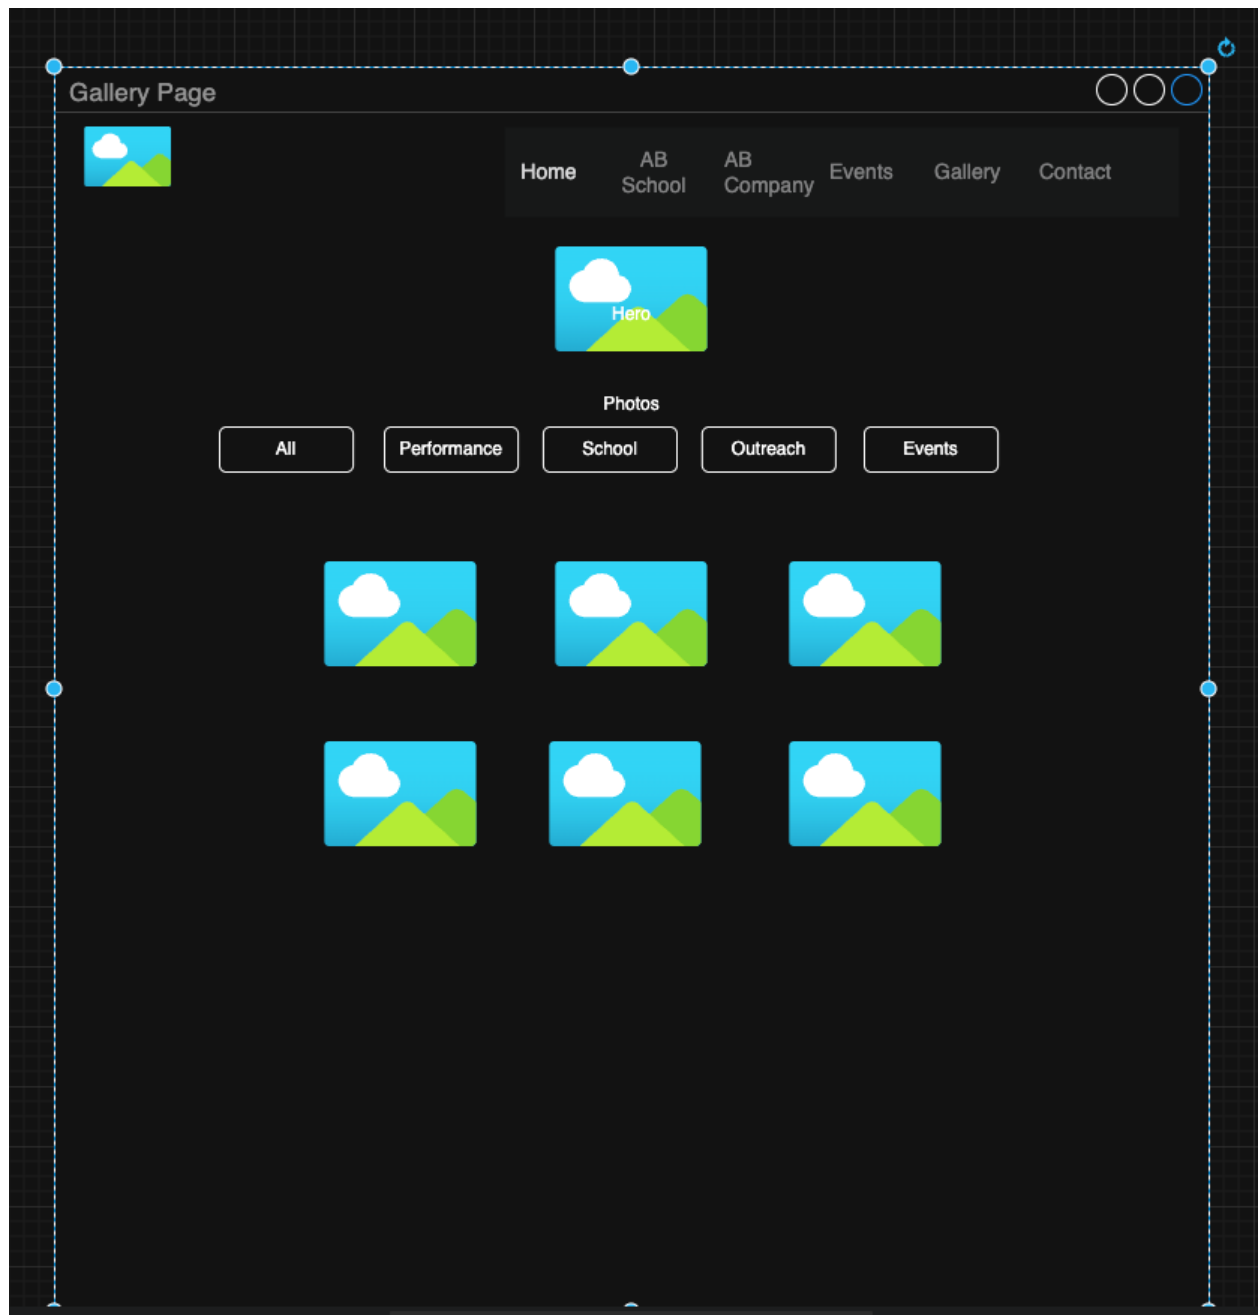 Gallery Page
Home
AB
School
AB
Company
Events
Gallery
Contact
Hero
Photos
All
Performance
School
Outreach
Events